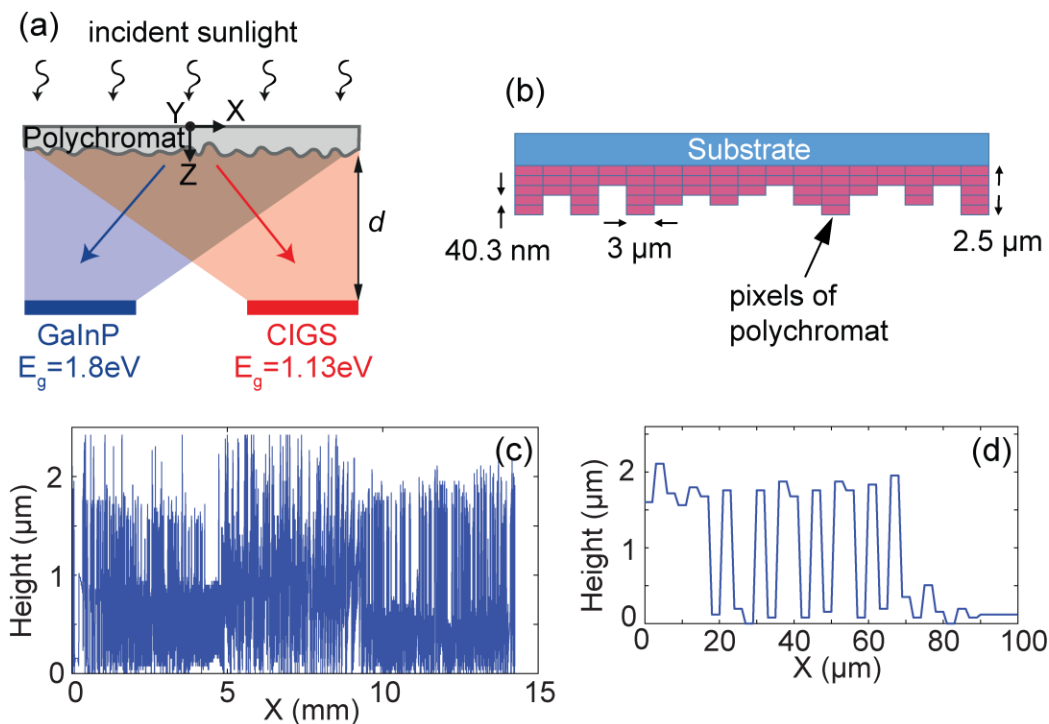 (a)
incident sunlight
Y
X
Polychromat
Z
d
GaInP
E_g=1.8eV
CIGS
E_g=1.13eV
(b)
Substrate
40.3 nm
3 µm
2.5 µm
pixels of
polychromat
(c)
Height (µm)
2
1
0
0 5 10 15
X (mm)
(d)
Height (µm)
2
1
0
0 20 40 60 80 100
X (µm)